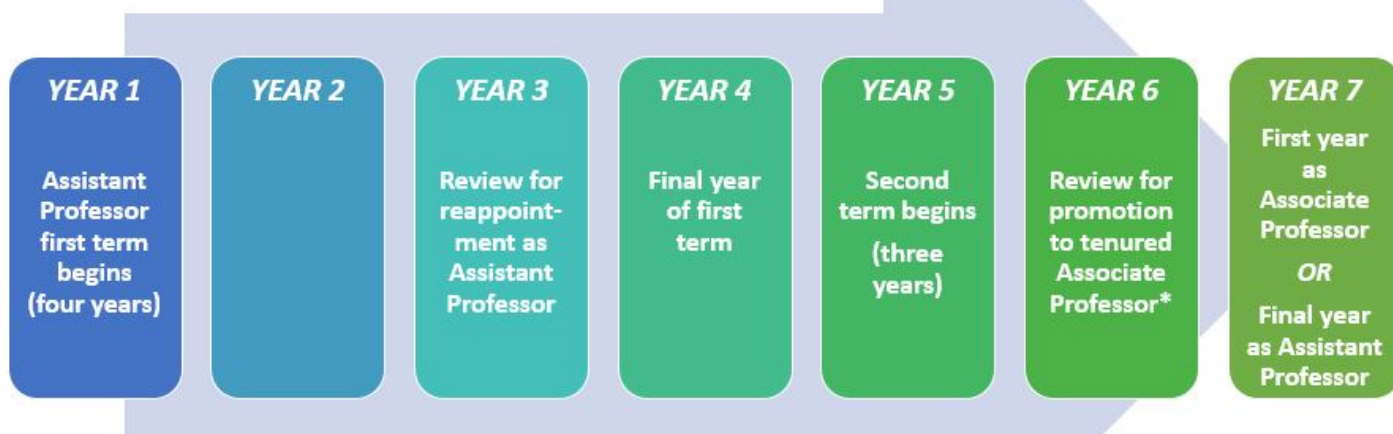 YEAR 1
Assistant
Professor
first term
begins
(four years)
YEAR 2
YEAR 3
Review for
reappoint-
ment as
Assistant
Professor
YEAR 4
Final year
of first
term
YEAR 5
Second
term begins
(three
years)
YEAR 6
Review for
promotion
to tenured
Associate
Professor*
YEAR 7
First year
as
Associate
Professor
OR
Final year
as Assistant
Professor